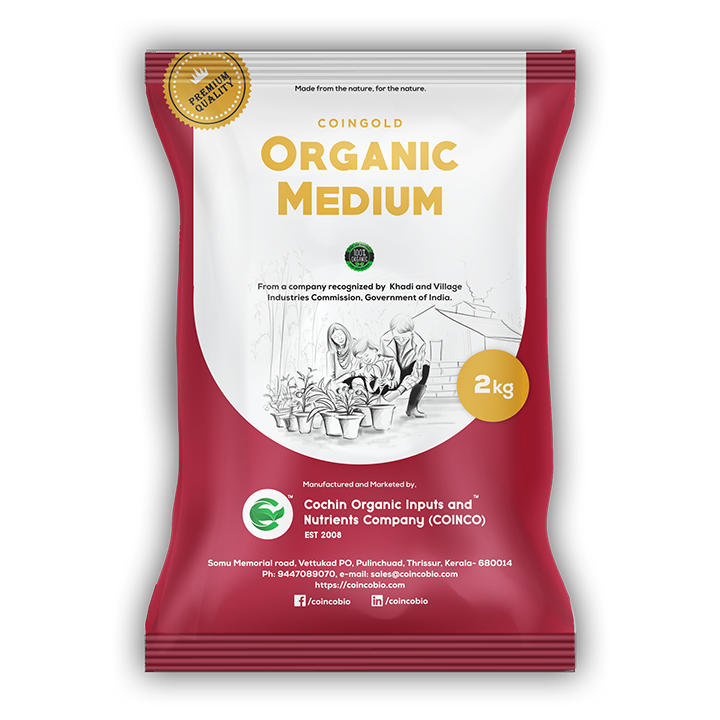 PREMIUM
QUALITY
Made from the nature, for the nature.
COINGOLD
ORGANIC
MEDIUM
100%
ORGANIC
From a company recognized by Khadi and Village
Industries Commission, Government of India.
2kg
Manufactured and Marketed by,
Cochin Organic Inputs and™
Nutrients Company (COINCO)
EST 2008
TM
Somu Memorial road, Vettukad PO, Pulinchuad, Thrissur, Kerala- 680014
Ph: 9447089070, e-mail: sales@coincobio.com
https://coincobio.com
f /coincobio in /coincobio